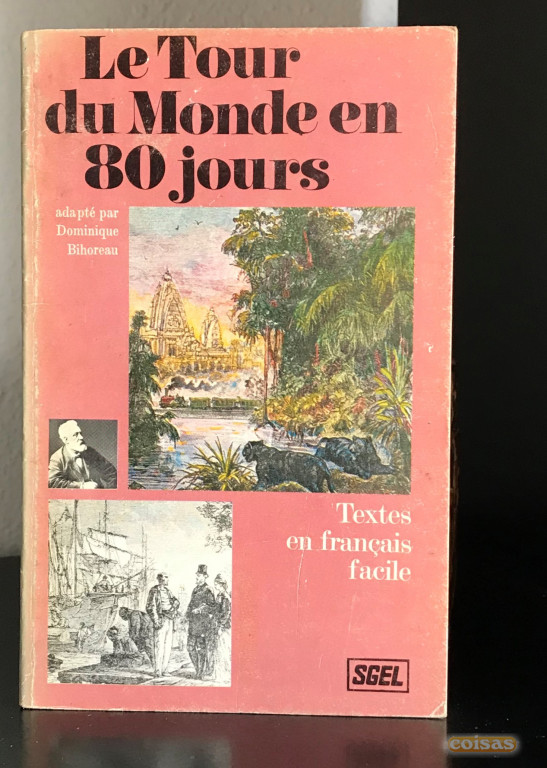 Le Tour
du Monde en
80 jours
adapté par
Dominique
Bihoreau
Textes
en français
facile
SGEL
coisas